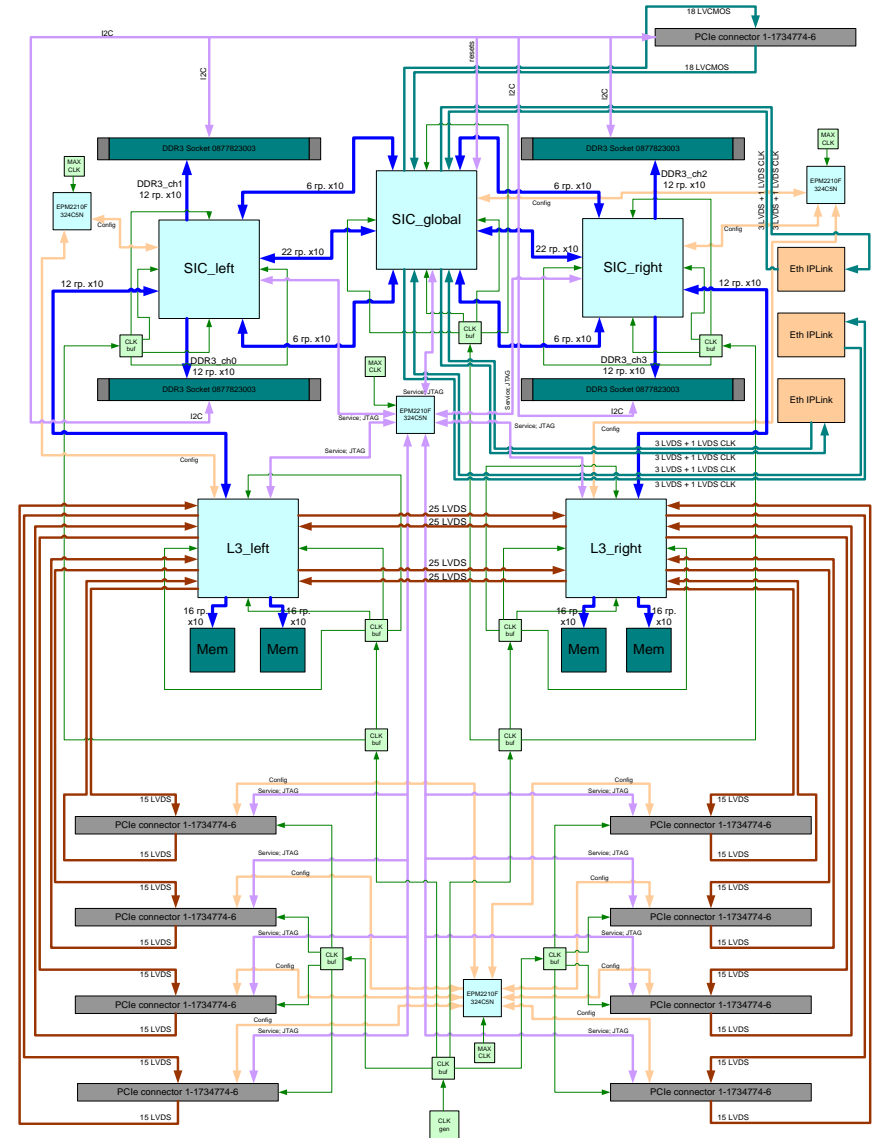 18 LVCMOS
I2C
PCIe connector 1-1734774-6
resets
18 LVCMOS
I2C
I2C
I2C
DDR3 Socket 0877823003
DDR3 Socket 0877823003
MAX
CLK
MAX
CLK
EPM2210F
324C5N
EPM2210F
324C5N
DDR3_ch1
12 гр. x10
6 гр. x10
SIC_global
6 гр. x10
DDR3_ch2
12 гр. x10
3 LVDS + 1 LVDS CLK
3 LVDS + 1 LVDS CLK
Config
Config
Config
22 гр. x10
22 гр. x10
SIC_left
SIC_right
Eth IPLink
12 гр. x10
12 гр. x10
CLK
buf
CLK
buf
CLK
buf
Eth IPLink
6 гр. x10
6 гр. x10
DDR3_ch0
12 гр. x10
DDR3_ch3
12 гр. x10
MAX
CLK
DDR3 Socket 0877823003
DDR3 Socket 0877823003
Eth IPLink
Service; JTAG
Service; JTAG
EPM2210F
324C5N
I2C
I2C
Service; JTAG
Service; JTAG
Service; JTAG
Config
Config
3 LVDS + 1 LVDS CLK
3 LVDS + 1 LVDS CLK
3 LVDS + 1 LVDS CLK
3 LVDS + 1 LVDS CLK
25 LVDS
25 LVDS
L3_left
L3_right
25 LVDS
25 LVDS
16 гр.
x10
16 гр.
x10
16 гр.
x10
16 гр.
x10
CLK
buf
CLK
buf
Mem
Mem
Mem
Mem
CLK
buf
CLK
buf
Config
Config
Service; JTAG
Service; JTAG
15 LVDS
15 LVDS
PCIe connector 1-1734774-6
PCIe connector 1-1734774-6
15 LVDS
15 LVDS
Service; JTAG
Service; JTAG
Config
Config
15 LVDS
15 LVDS
PCIe connector 1-1734774-6
PCIe connector 1-1734774-6
15 LVDS
15 LVDS
Service; JTAG
Service; JTAG
CLK
buf
CLK
buf
Config
Config
15 LVDS
15 LVDS
EPM2210F
324C5N
PCIe connector 1-1734774-6
PCIe connector 1-1734774-6
15 LVDS
15 LVDS
Config
Config
Service; JTAG
Service; JTAG
MAX
CLK
15 LVDS
15 LVDS
CLK
buf
PCIe connector 1-1734774-6
PCIe connector 1-1734774-6
15 LVDS
15 LVDS
CLK
gen